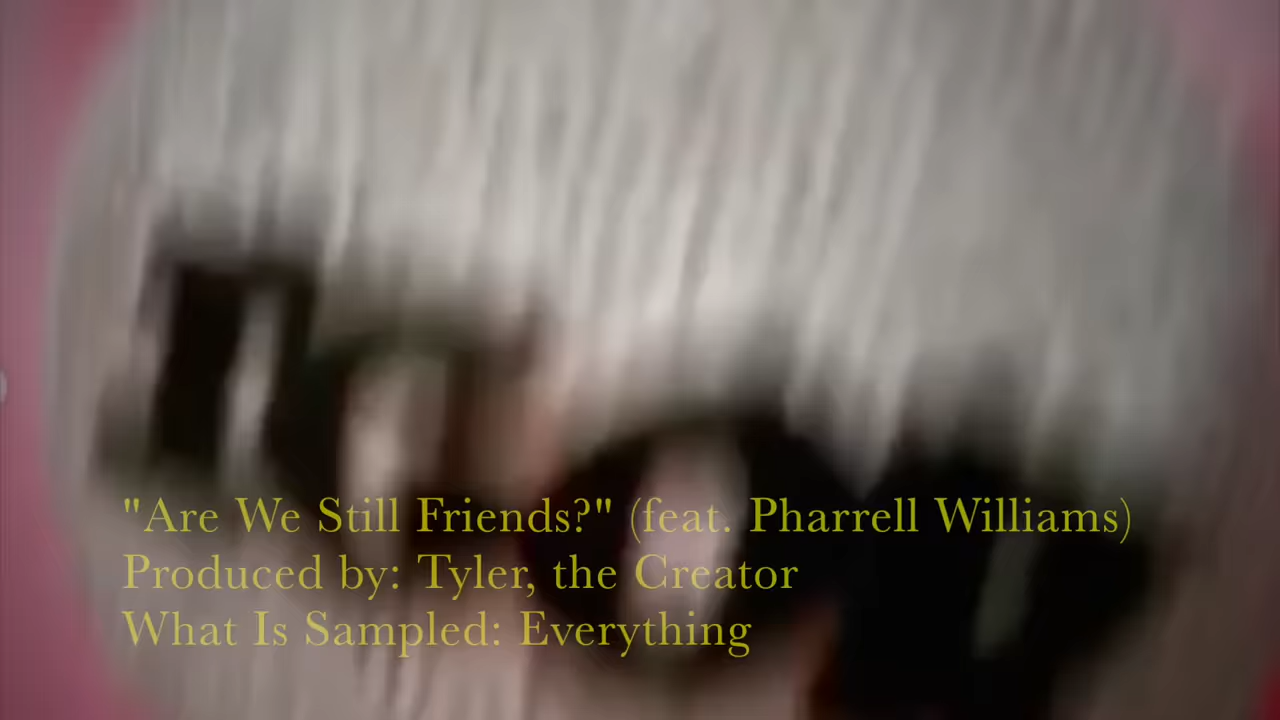 "Are We Still Friends?" (feat. Pharrell Williams)
Produced by: Tyler, the Creator
What Is Sampled: Everything